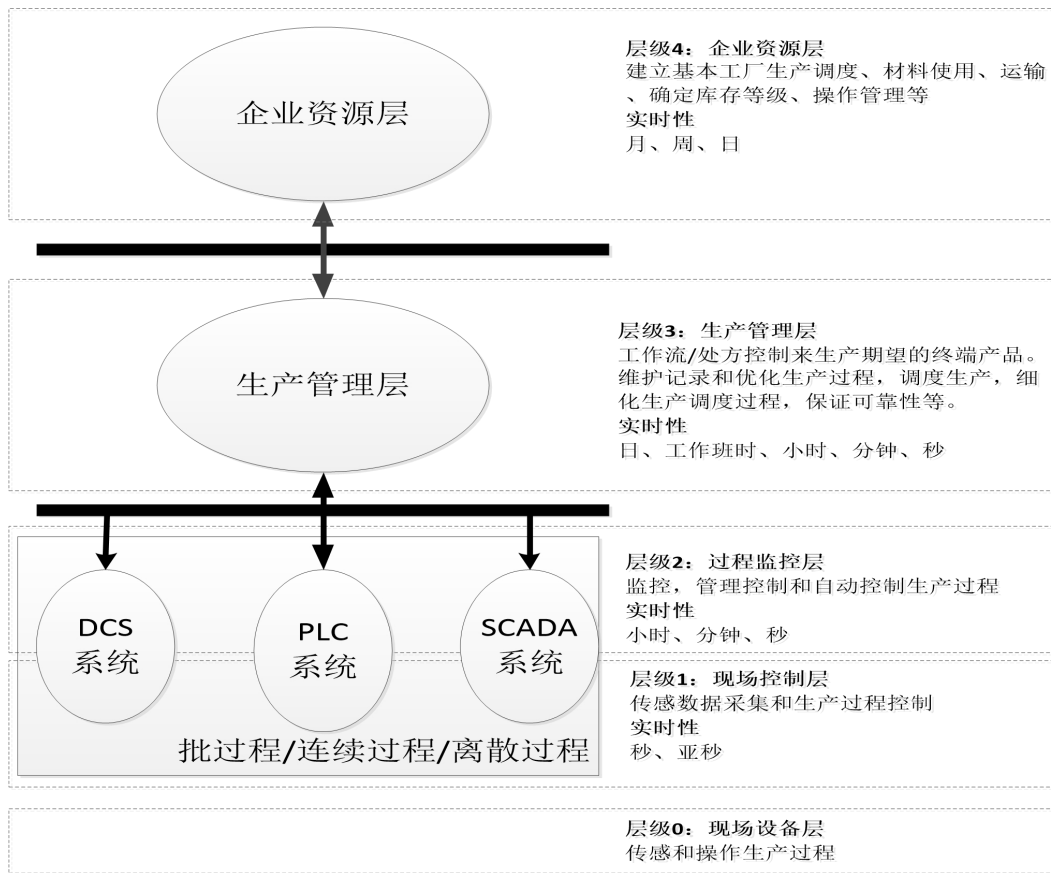 企业资源层
层级4：企业资源层
建立基本工厂生产调度、材料使用、运输
、确定库存等级、操作管理等
实时性
月、周、日
生产管理层
层级3：生产管理层
工作流/处方控制来生产期望的终端产品。
维护记录和优化生产过程，调度生产，细
化生产调度过程，保证可靠性等。
实时性
日、工作班时、小时、分钟、秒
DCS
系统
PLC
系统
SCADA
系统
层级2：过程监控层
监控，管理控制和自动控制生产过程
实时性
小时、分钟、秒
批过程/连续过程/离散过程
层级1：现场控制层
传感数据采集和生产过程控制
实时性
秒、亚秒
层级0：现场设备层
传感和操作生产过程